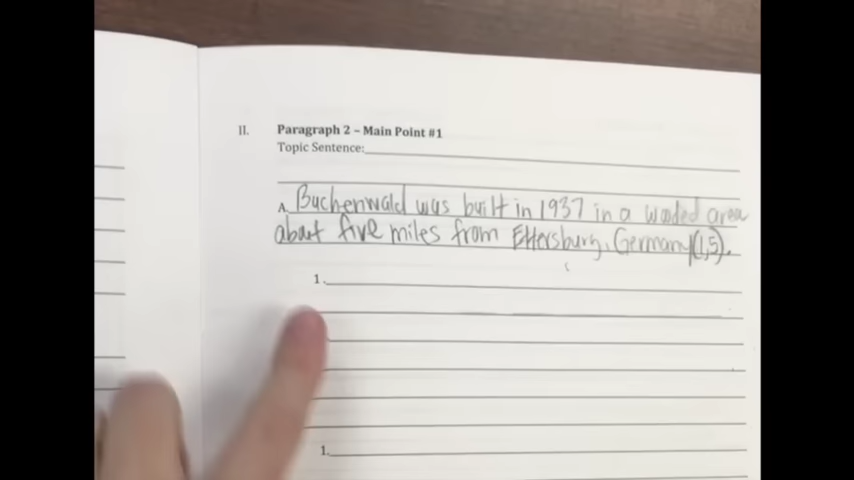 II. Paragraph 2 – Main Point #1
Topic Sentence:
A. Buchenwald was built in 1937 in a wooded area
about five miles from Ettersburg, Germany (1,5).
1.
1.